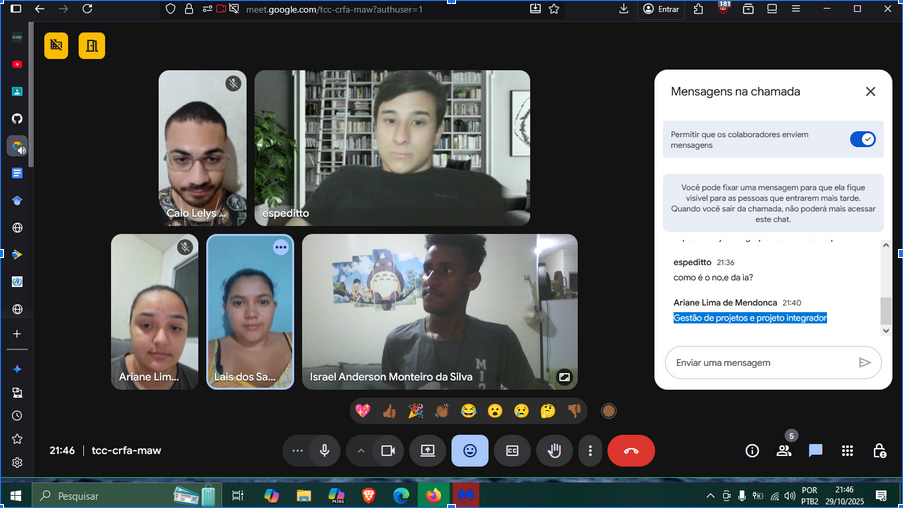 meet.google.com/tcc-crfa-maw?authuser=1
Entrar
181
Caio Lelys ...
espeditto
Ariane Lim...
Lais dos Sa...
Israel Anderson Monteiro da Silva
Mensagens na chamada
Permitir que os colaboradores enviem
mensagens
Você pode fixar uma mensagem para que ela fique
visível para as pessoas que entrarem mais tarde.
Quando você sair da chamada, não poderá mais acessar
este chat.
espeditto 21:36
como é o no,e da ia?
Ariane Lima de Mendonca 21:40
Gestão de projetos e projeto integrador
Enviar uma mensagem
21:46 | tcc-crfa-maw
5
Pesquisar
M365
POR
PTB2
21:46
29/10/2025